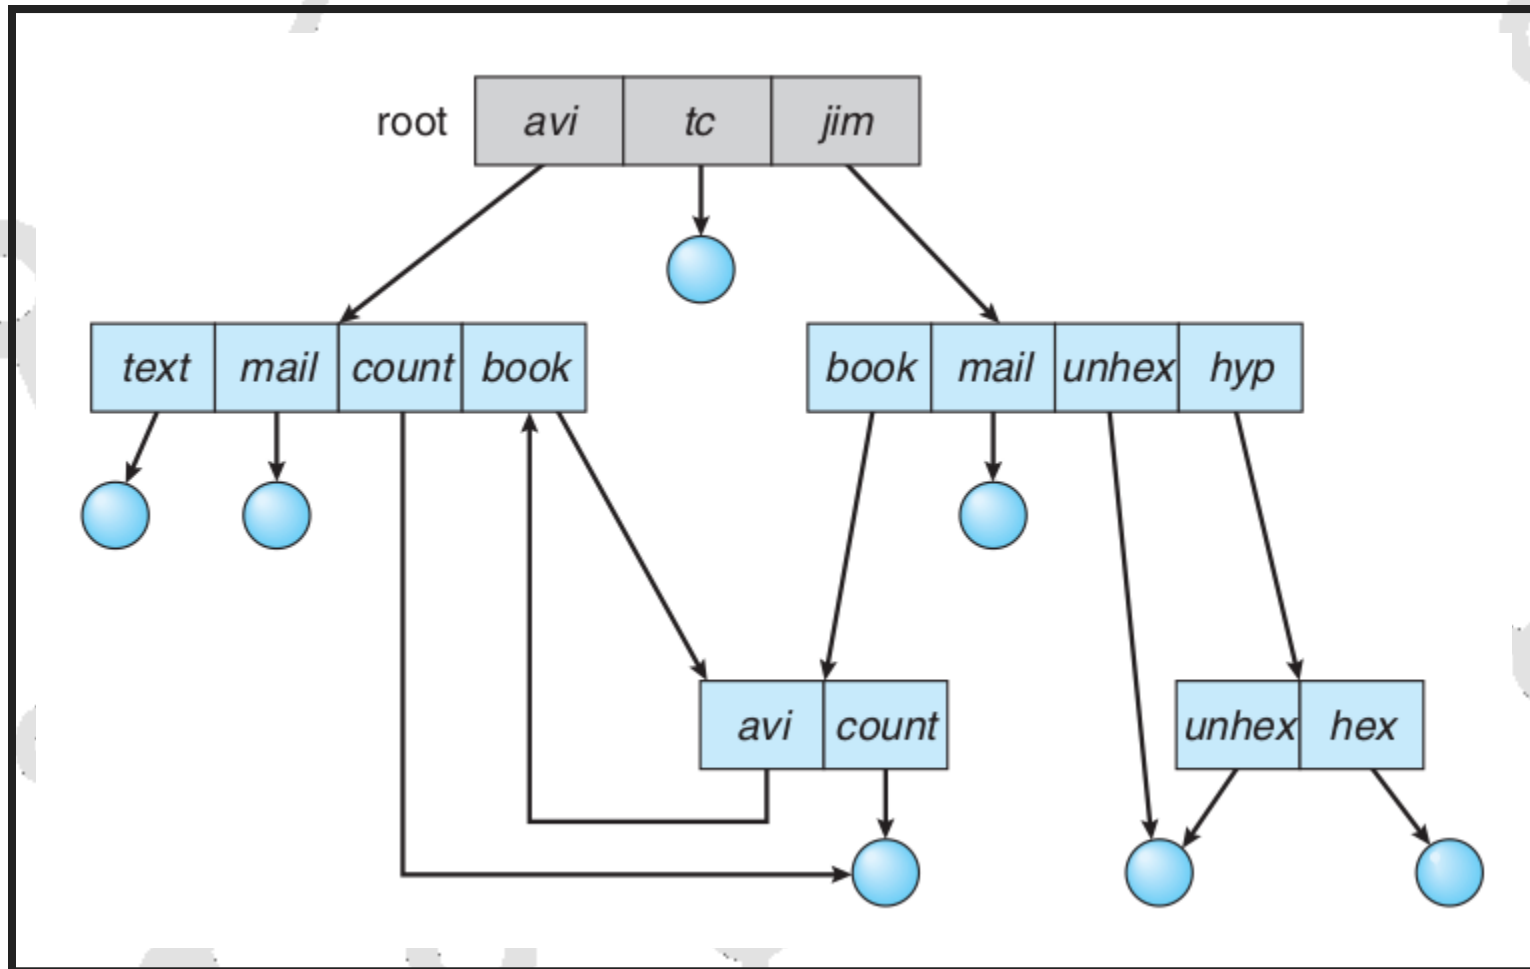 root avi tc jim
text mail count book book mail unhex hyp
avi count unhex hex